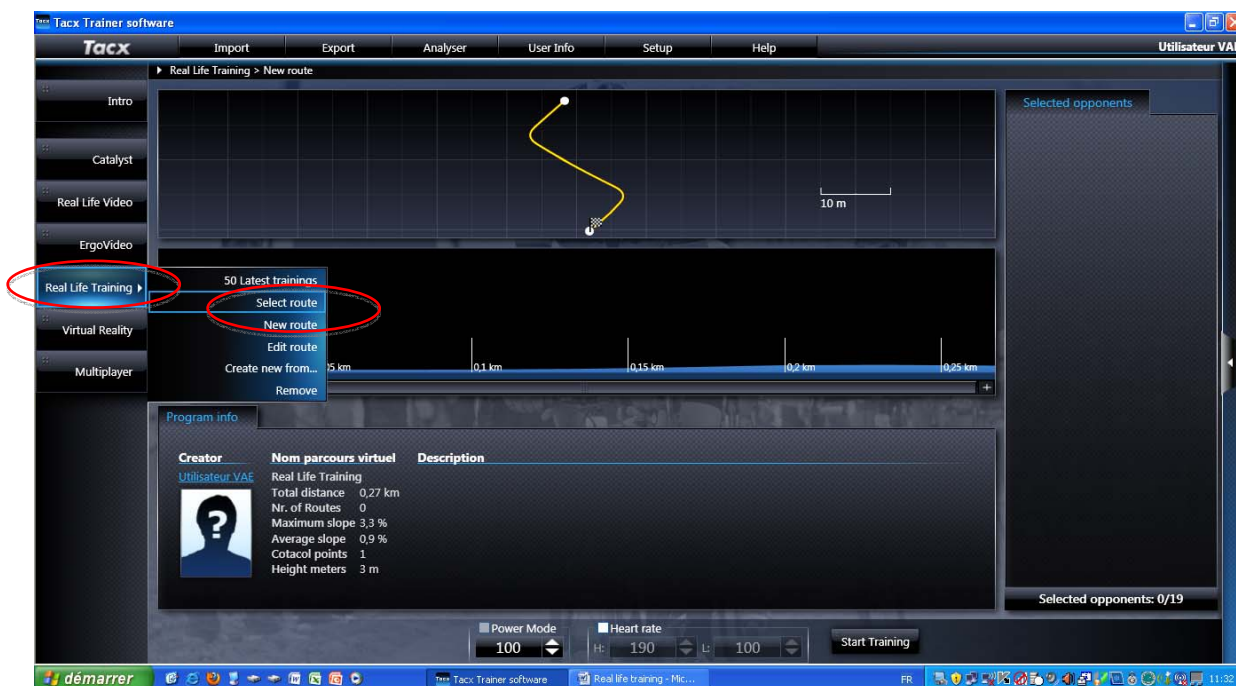 Tacx Trainer software
Tacx Import Export Analyser User Info Setup Help Utilisateur VAE
Real Life Training > New route
Intro
Catalyst
Real Life Video
ErgoVideo
Real Life Training
Virtual Reality
Multiplayer
10 m
50 Latest trainings
Select route
New route
Edit route
Create new from...
Remove
05 km 0,1 km 0,15 km 0,2 km 0,25 km
Selected opponents
Program info
Creator Nom parcours virtuel Description
Utilisateur VAE Real Life Training
Total distance 0,27 km
Nr. of Routes 0
Maximum slope 3,3 %
Average slope 0,9 %
Cotacol points 1
Height meters 3 m
Selected opponents: 0/19
Power Mode Heart rate
100 H: 190 L: 100 Start Training
démarrer Tacx Trainer software Real life training - Mic... FR 11:32